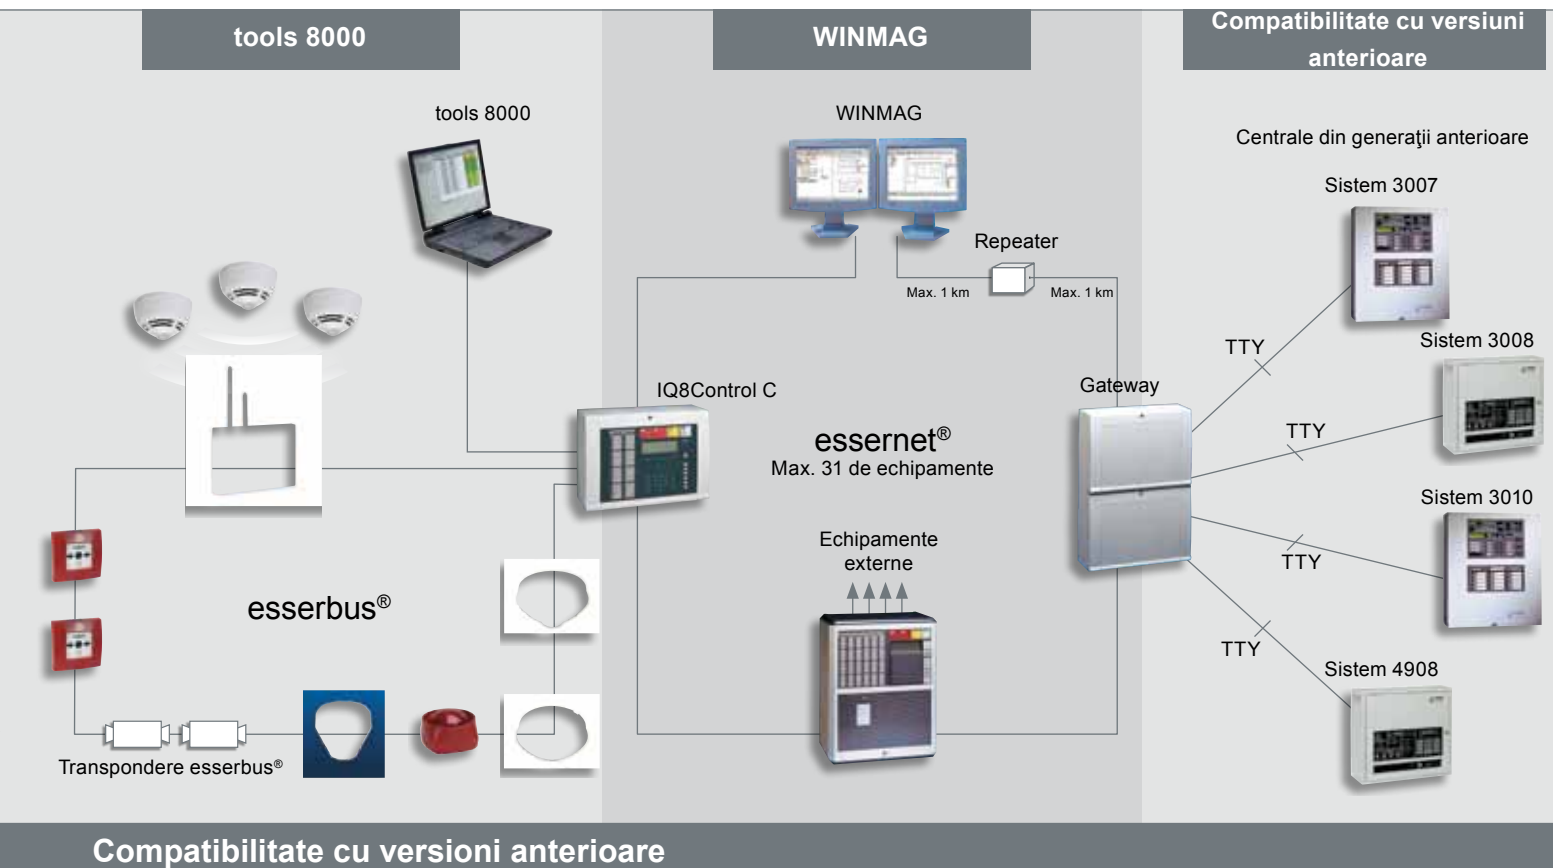 tools 8000
WINMAG
Compatibilitate cu versiuni
anterioare
tools 8000
WINMAG
Centrale din generaţii anterioare
Sistem 3007
Repeater
Max. 1 km
Max. 1 km
TTY
Sistem 3008
IQ8Control C
Gateway
essernet®
Max. 31 de echipamente
TTY
Sistem 3010
Echipamente
externe
TTY
esserbus®
TTY
Sistem 4908
Transpondere esserbus®
Compatibilitate cu versioni anterioare